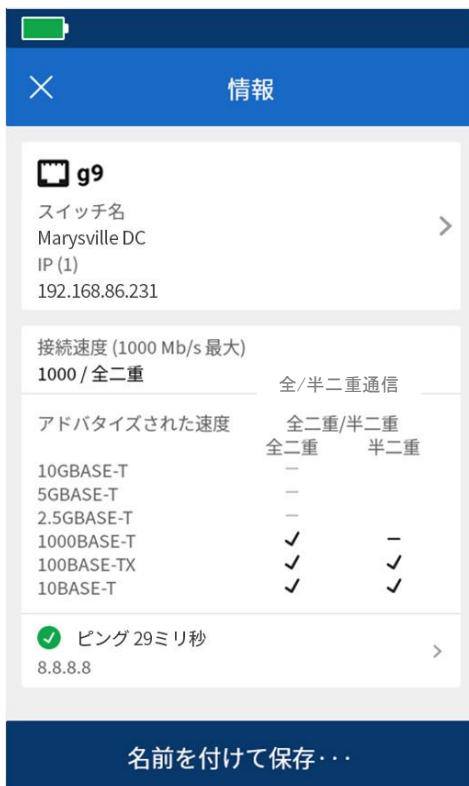 情報
g9
スイッチ名
Marysville DC
IP (1)
192.168.86.231
接続速度 (1000 Mb/s 最大)
1000 / 全二重
全/半二重通信
アドバタイズされた速度 全二重/半二重
全二重 半二重
10GBASE-T –
5GBASE-T –
2.5GBASE-T –
1000BASE-T ✓ –
100BASE-TX ✓ ✓
10BASE-T ✓ ✓
ピング 29ミリ秒
8.8.8.8
名前を付けて保存･･･